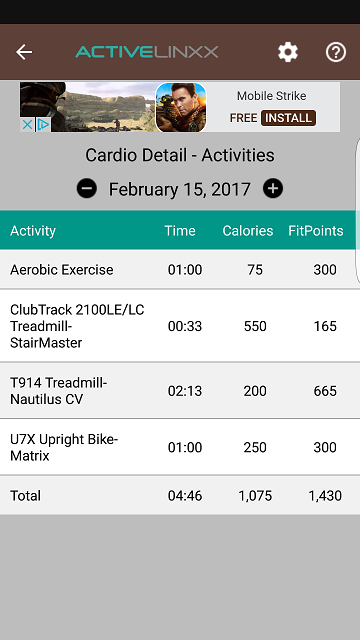 ACTIVELINXX
Mobile Strike
FREE INSTALL
Cardio Detail - Activities
February 15, 2017
Activity Time Calories FitPoints
Aerobic Exercise 01:00 75 300
ClubTrack 2100LE/LC
Treadmill- 00:33 550 165
StairMaster
T914 Treadmill- 02:13 200 665
Nautilus CV
U7X Upright Bike- 01:00 250 300
Matrix
Total 04:46 1,075 1,430